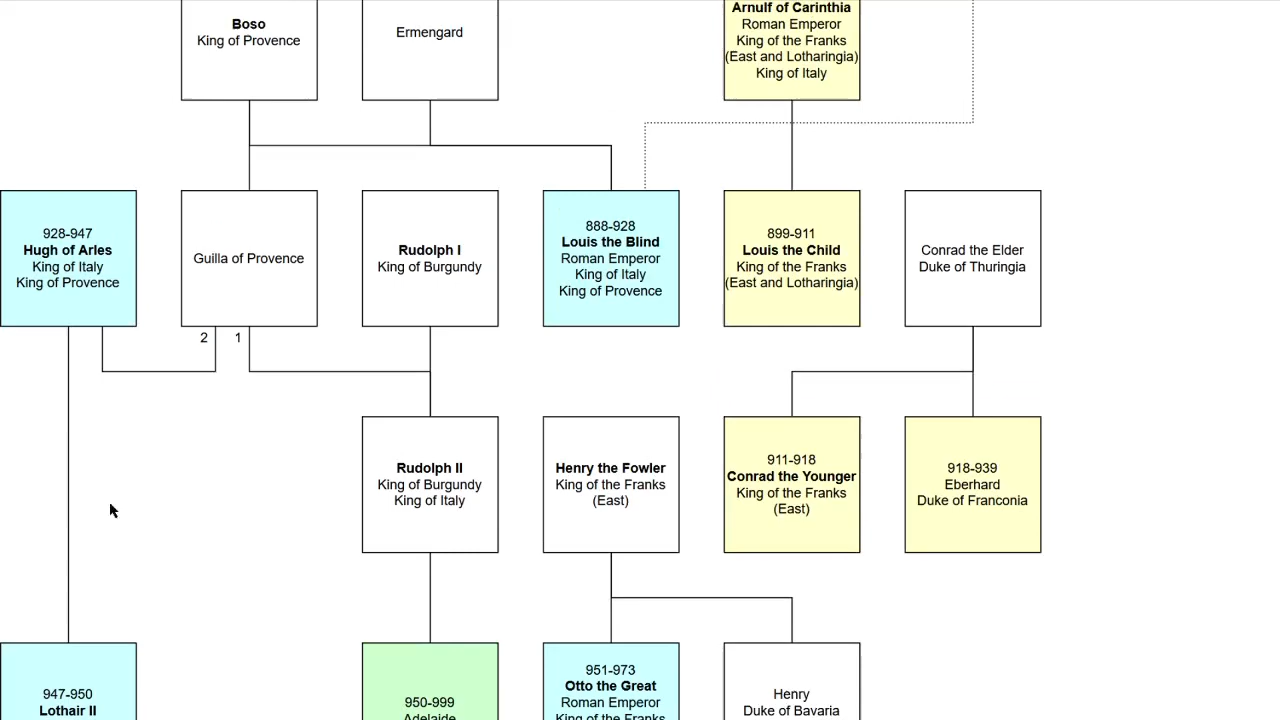 Boso
King of Provence
Ermengard
Arnulf of Carinthia
Roman Emperor
King of the Franks
(East and Lotharingia)
King of Italy
928-947
Hugh of Arles
King of Italy
King of Provence
Guilla of Provence
Rudolph I
King of Burgundy
888-928
Louis the Blind
Roman Emperor
King of Italy
King of Provence
899-911
Louis the Child
King of the Franks
(East and Lotharingia)
Conrad the Elder
Duke of Thuringia
2
1
Rudolph II
King of Burgundy
King of Italy
Henry the Fowler
King of the Franks
(East)
911-918
Conrad the Younger
King of the Franks
(East)
918-939
Eberhard
Duke of Franconia
947-950
Lothair II
950-999
Adelaide
951-973
Otto the Great
Roman Emperor
King of the Franks
Henry
Duke of Bavaria